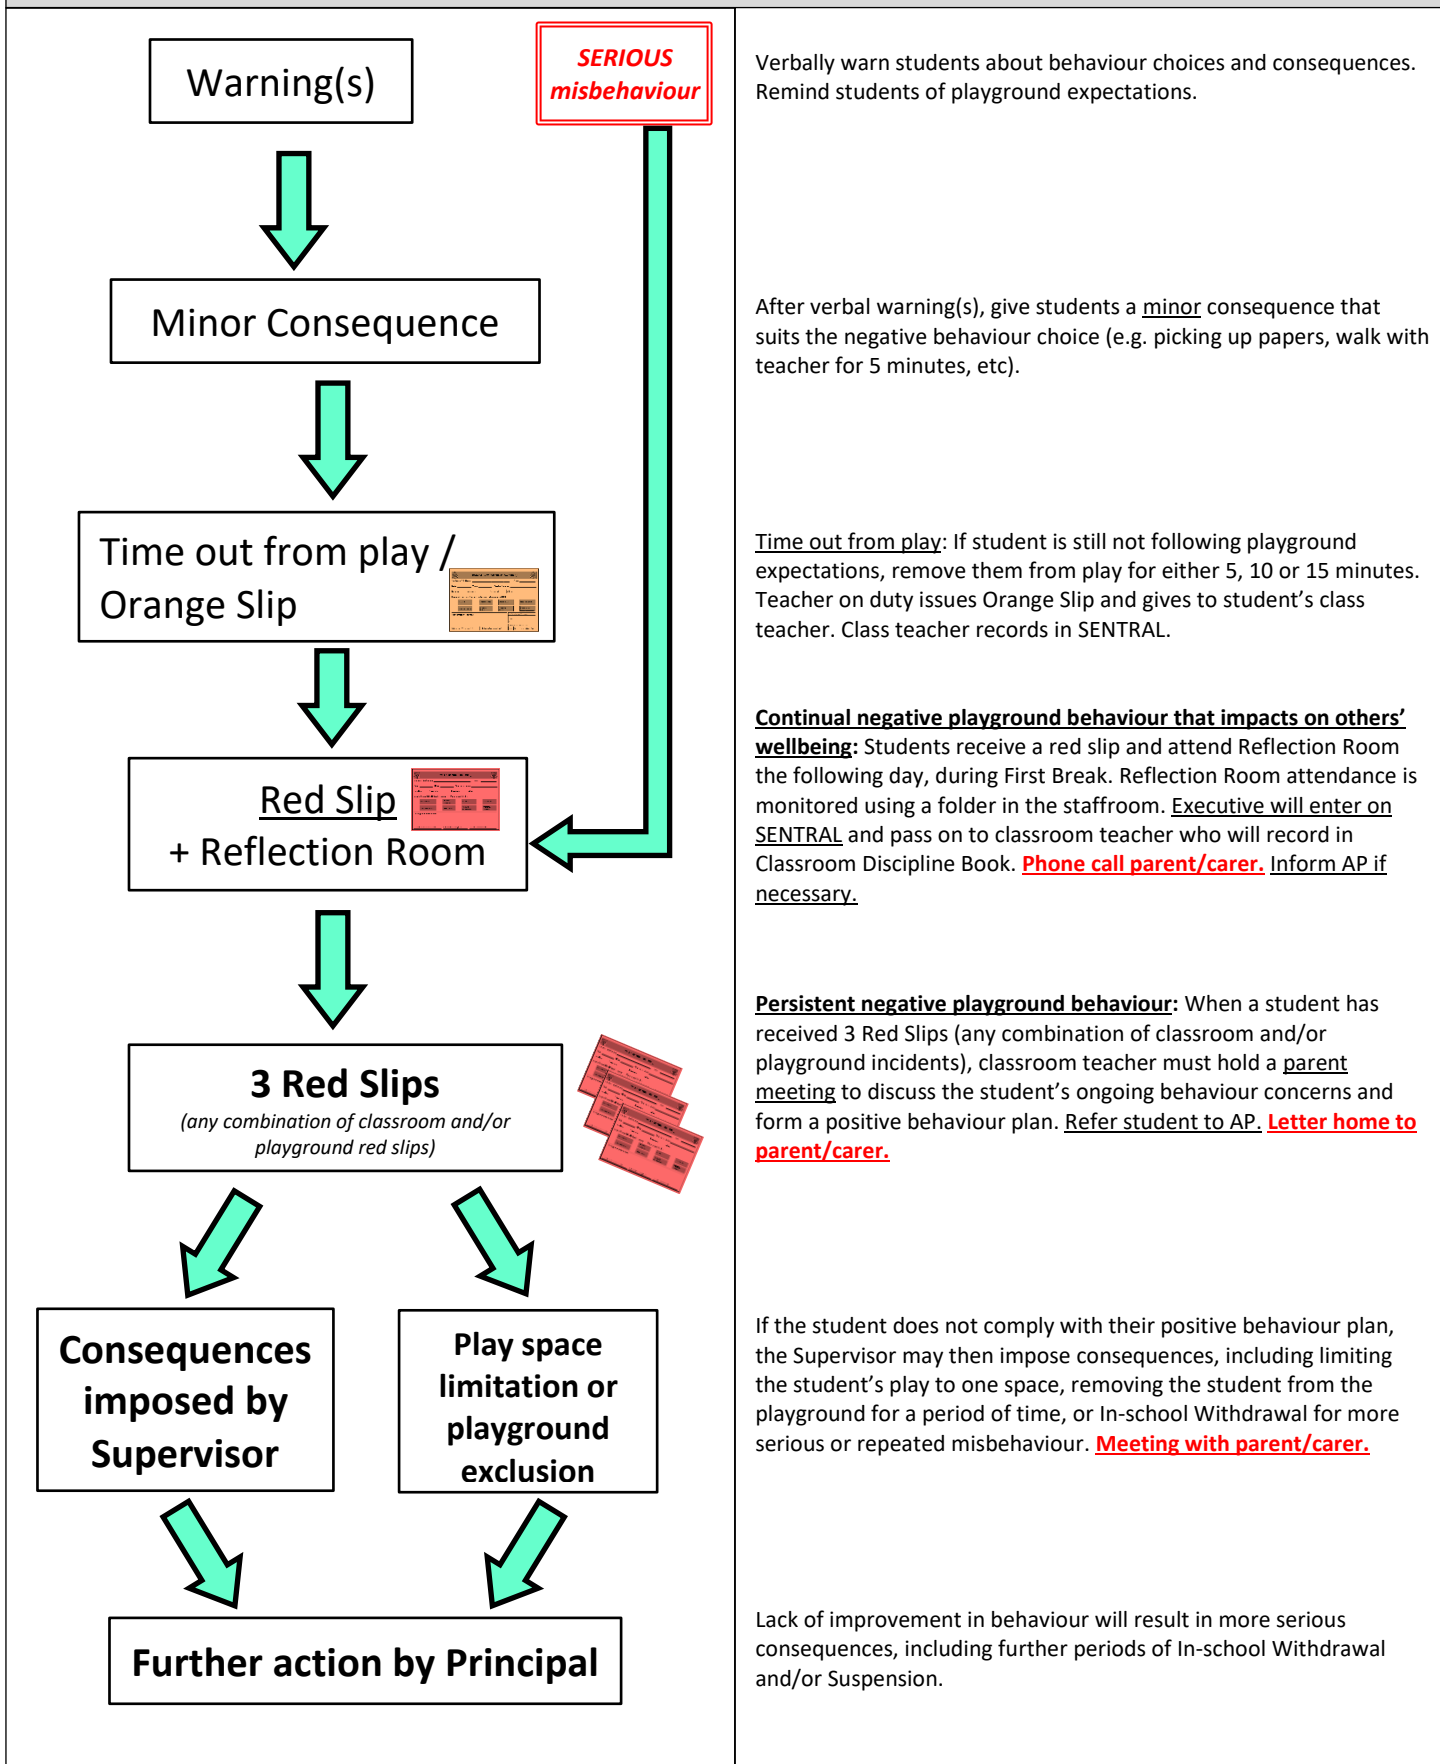 Warning(s)
SERIOUS
misbehaviour
Verbally warn students about behaviour choices and consequences.
Remind students of playground expectations.
Minor Consequence
After verbal warning(s), give students a minor consequence that
suits the negative behaviour choice (e.g. picking up papers, walk with
teacher for 5 minutes, etc).
Time out from play /
Orange Slip
Time out from play: If student is still not following playground
expectations, remove them from play for either 5, 10 or 15 minutes.
Teacher on duty issues Orange Slip and gives to student’s class
teacher. Class teacher records in SENTRAL.
Red Slip
+ Reflection Room
Continual negative playground behaviour that impacts on others’
wellbeing: Students receive a red slip and attend Reflection Room
the following day, during First Break. Reflection Room attendance is
monitored using a folder in the staffroom. Executive will enter on
SENTRAL and pass on to classroom teacher who will record in
Classroom Discipline Book. Phone call parent/carer. Inform AP if
necessary.
3 Red Slips
(any combination of classroom and/or
playground red slips)
Persistent negative playground behaviour: When a student has
received 3 Red Slips (any combination of classroom and/or
playground incidents), classroom teacher must hold a parent
meeting to discuss the student’s ongoing behaviour concerns and
form a positive behaviour plan. Refer student to AP. Letter home to
parent/carer.
Consequences
imposed by
Supervisor
Play space
limitation or
playground
exclusion
If the student does not comply with their positive behaviour plan,
the Supervisor may then impose consequences, including limiting
the student’s play to one space, removing the student from the
playground for a period of time, or In-school Withdrawal for more
serious or repeated misbehaviour. Meeting with parent/carer.
Further action by Principal
Lack of improvement in behaviour will result in more serious
consequences, including further periods of In-school Withdrawal
and/or Suspension.